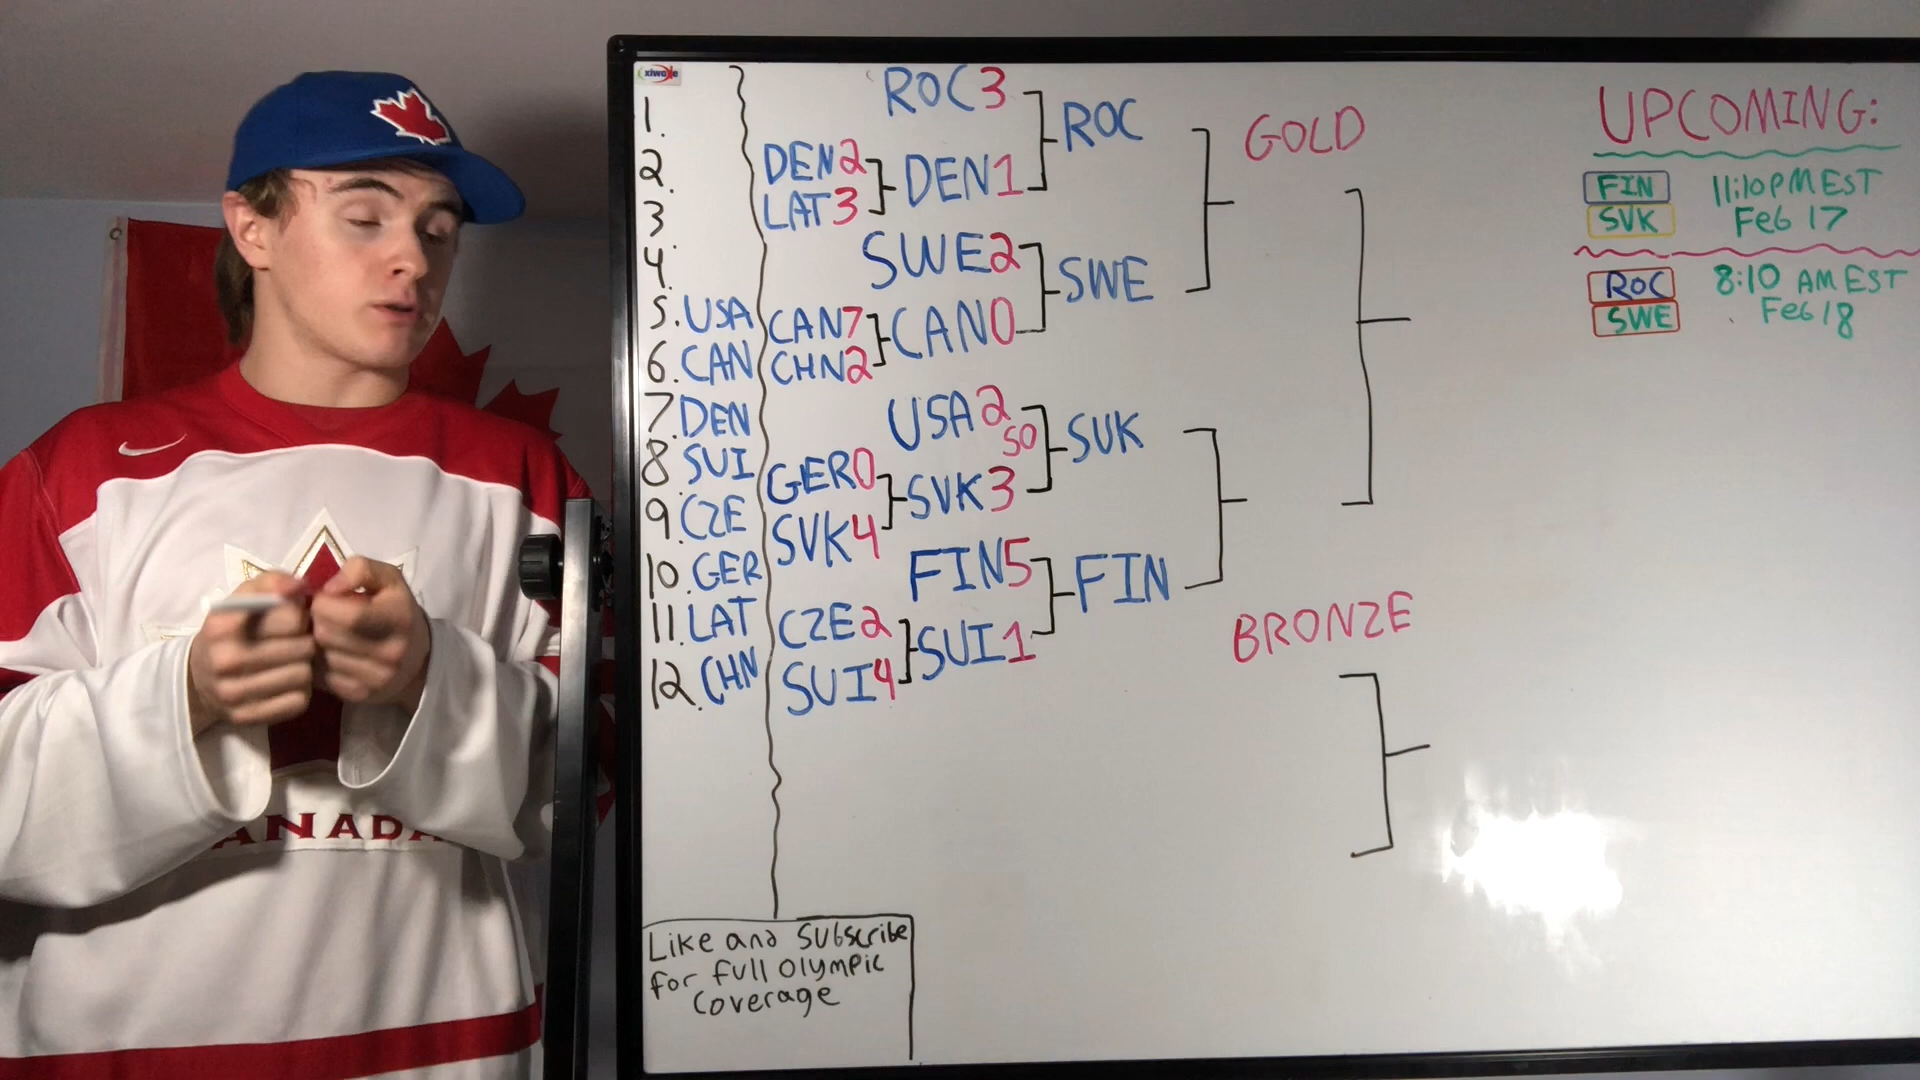 xiwode
1.
2.
3.
4.
5. USA
6. CAN
7. DEN
8. SUI
9. CZE
10. GER
11. LAT
12. CHN
DEN 2
LAT 3
CAN 7
CHN 2
GER 0
SVK 4
CZE 2
SUI 4
ROC 3
DEN 1
SWE 2
CAN 0
USA 2
SO
SVK 3
FIN 5
SUI 1
ROC
SWE
SVK
FIN
GOLD
BRONZE
UPCOMING:
FIN 11:10 PM EST
SVK Feb 17
ROC 8:10 AM EST
SWE Feb 18
Like and Subscribe
for full Olympic
Coverage
CANADA